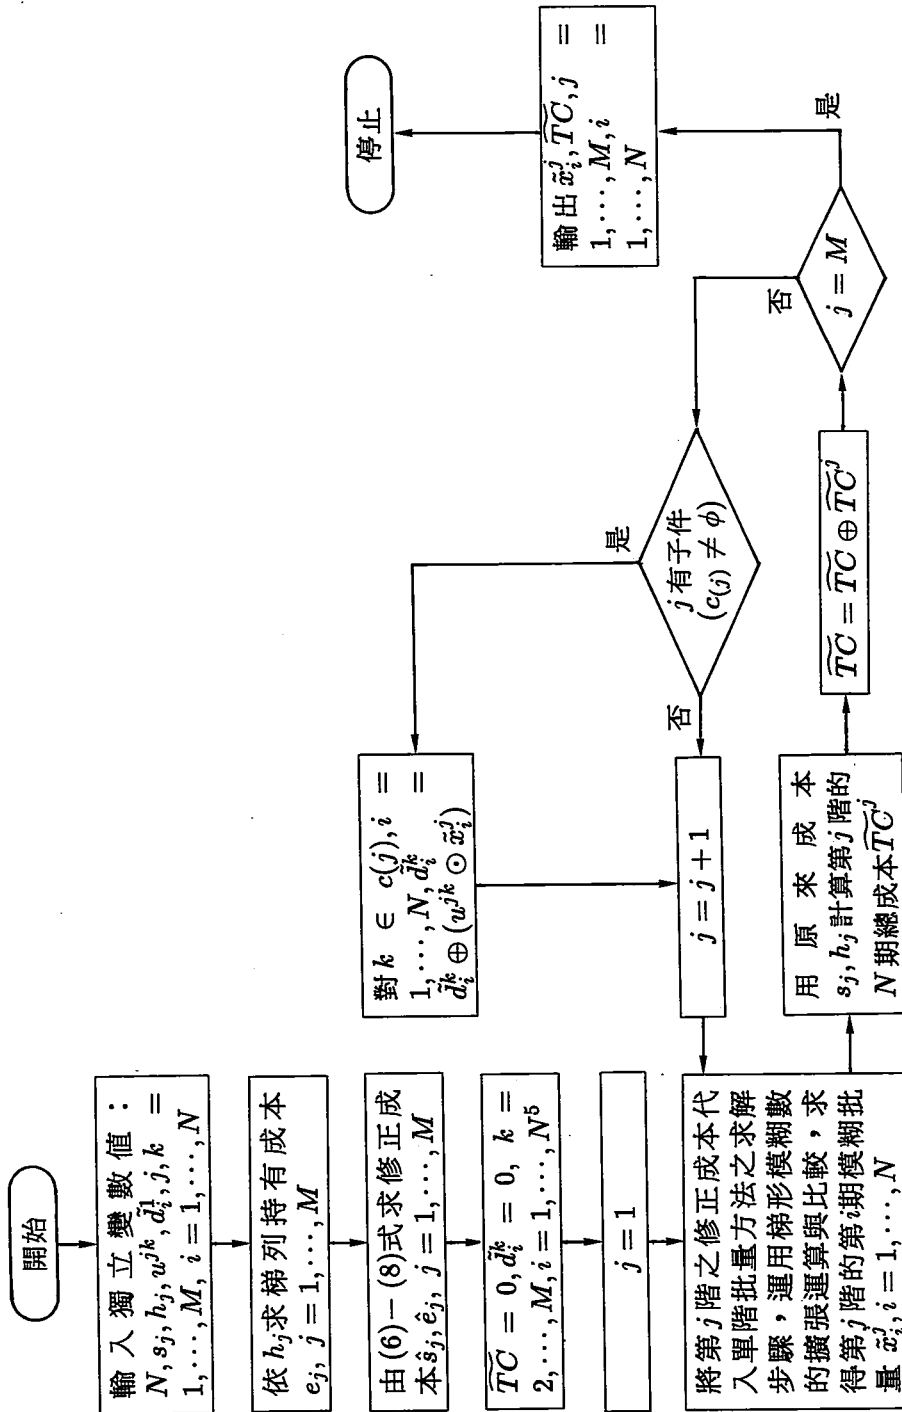 開始
輸入獨立變數值：
N, s_j, h_j, u^{jk}, \tilde{d}_i^1, j, k =
1, ⋯, M, i = 1, ⋯, N
依 h_j 求梯列持有成本
e_j, j = 1, ⋯, M
由(6)−(8)式求修正成
本 \hat{s}_j, \hat{e}_j, j = 1, ⋯, M
\widetilde{TC} = 0, \tilde{d}_i^k = 0, k =
2, ⋯, M, i = 1, ⋯, N^5
j = 1
將第 j 階之修正成本代
入單階批量方法之求解
步驟，運用梯形模糊數
的擴張運算與比較，求
得第 j 階的第 i 期模糊批
量 \tilde{x}_i^j, i = 1, ⋯, N
用原來成本
s_j, h_j 計算第 j 階的
N 期總成本 \widetilde{TC}^j
\widetilde{TC} = \widetilde{TC} ⊕ \widetilde{TC}^j
j = M
是
否
輸出 \tilde{x}_i^j, \widetilde{TC}, j =
1, ⋯, M, i =
1, ⋯, N
停止
j 有子件
(c_{(j)} ≠ ϕ)
是
否
對 k ∈ c(j), i =
1, ⋯, N, \tilde{d}_i^k =
\tilde{d}_i^k ⊕ (u^{jk} ⊙ \tilde{x}_i^j)
j = j + 1